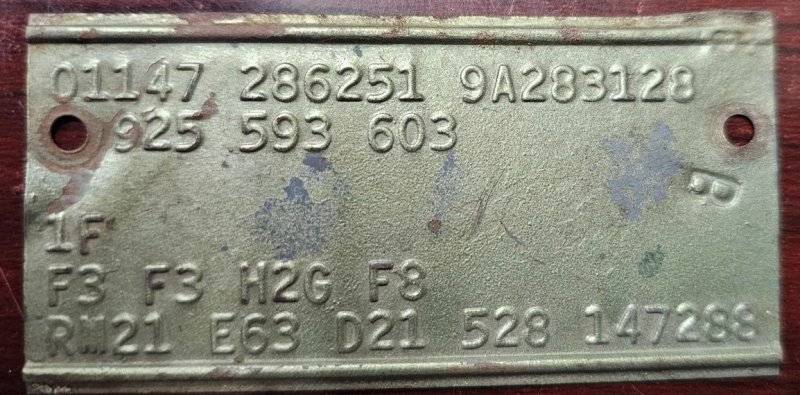 01147 286251 9A283128
925 593 603
B
1F
F3 F3 H2G F8
RM21 E63 D21 528 147288